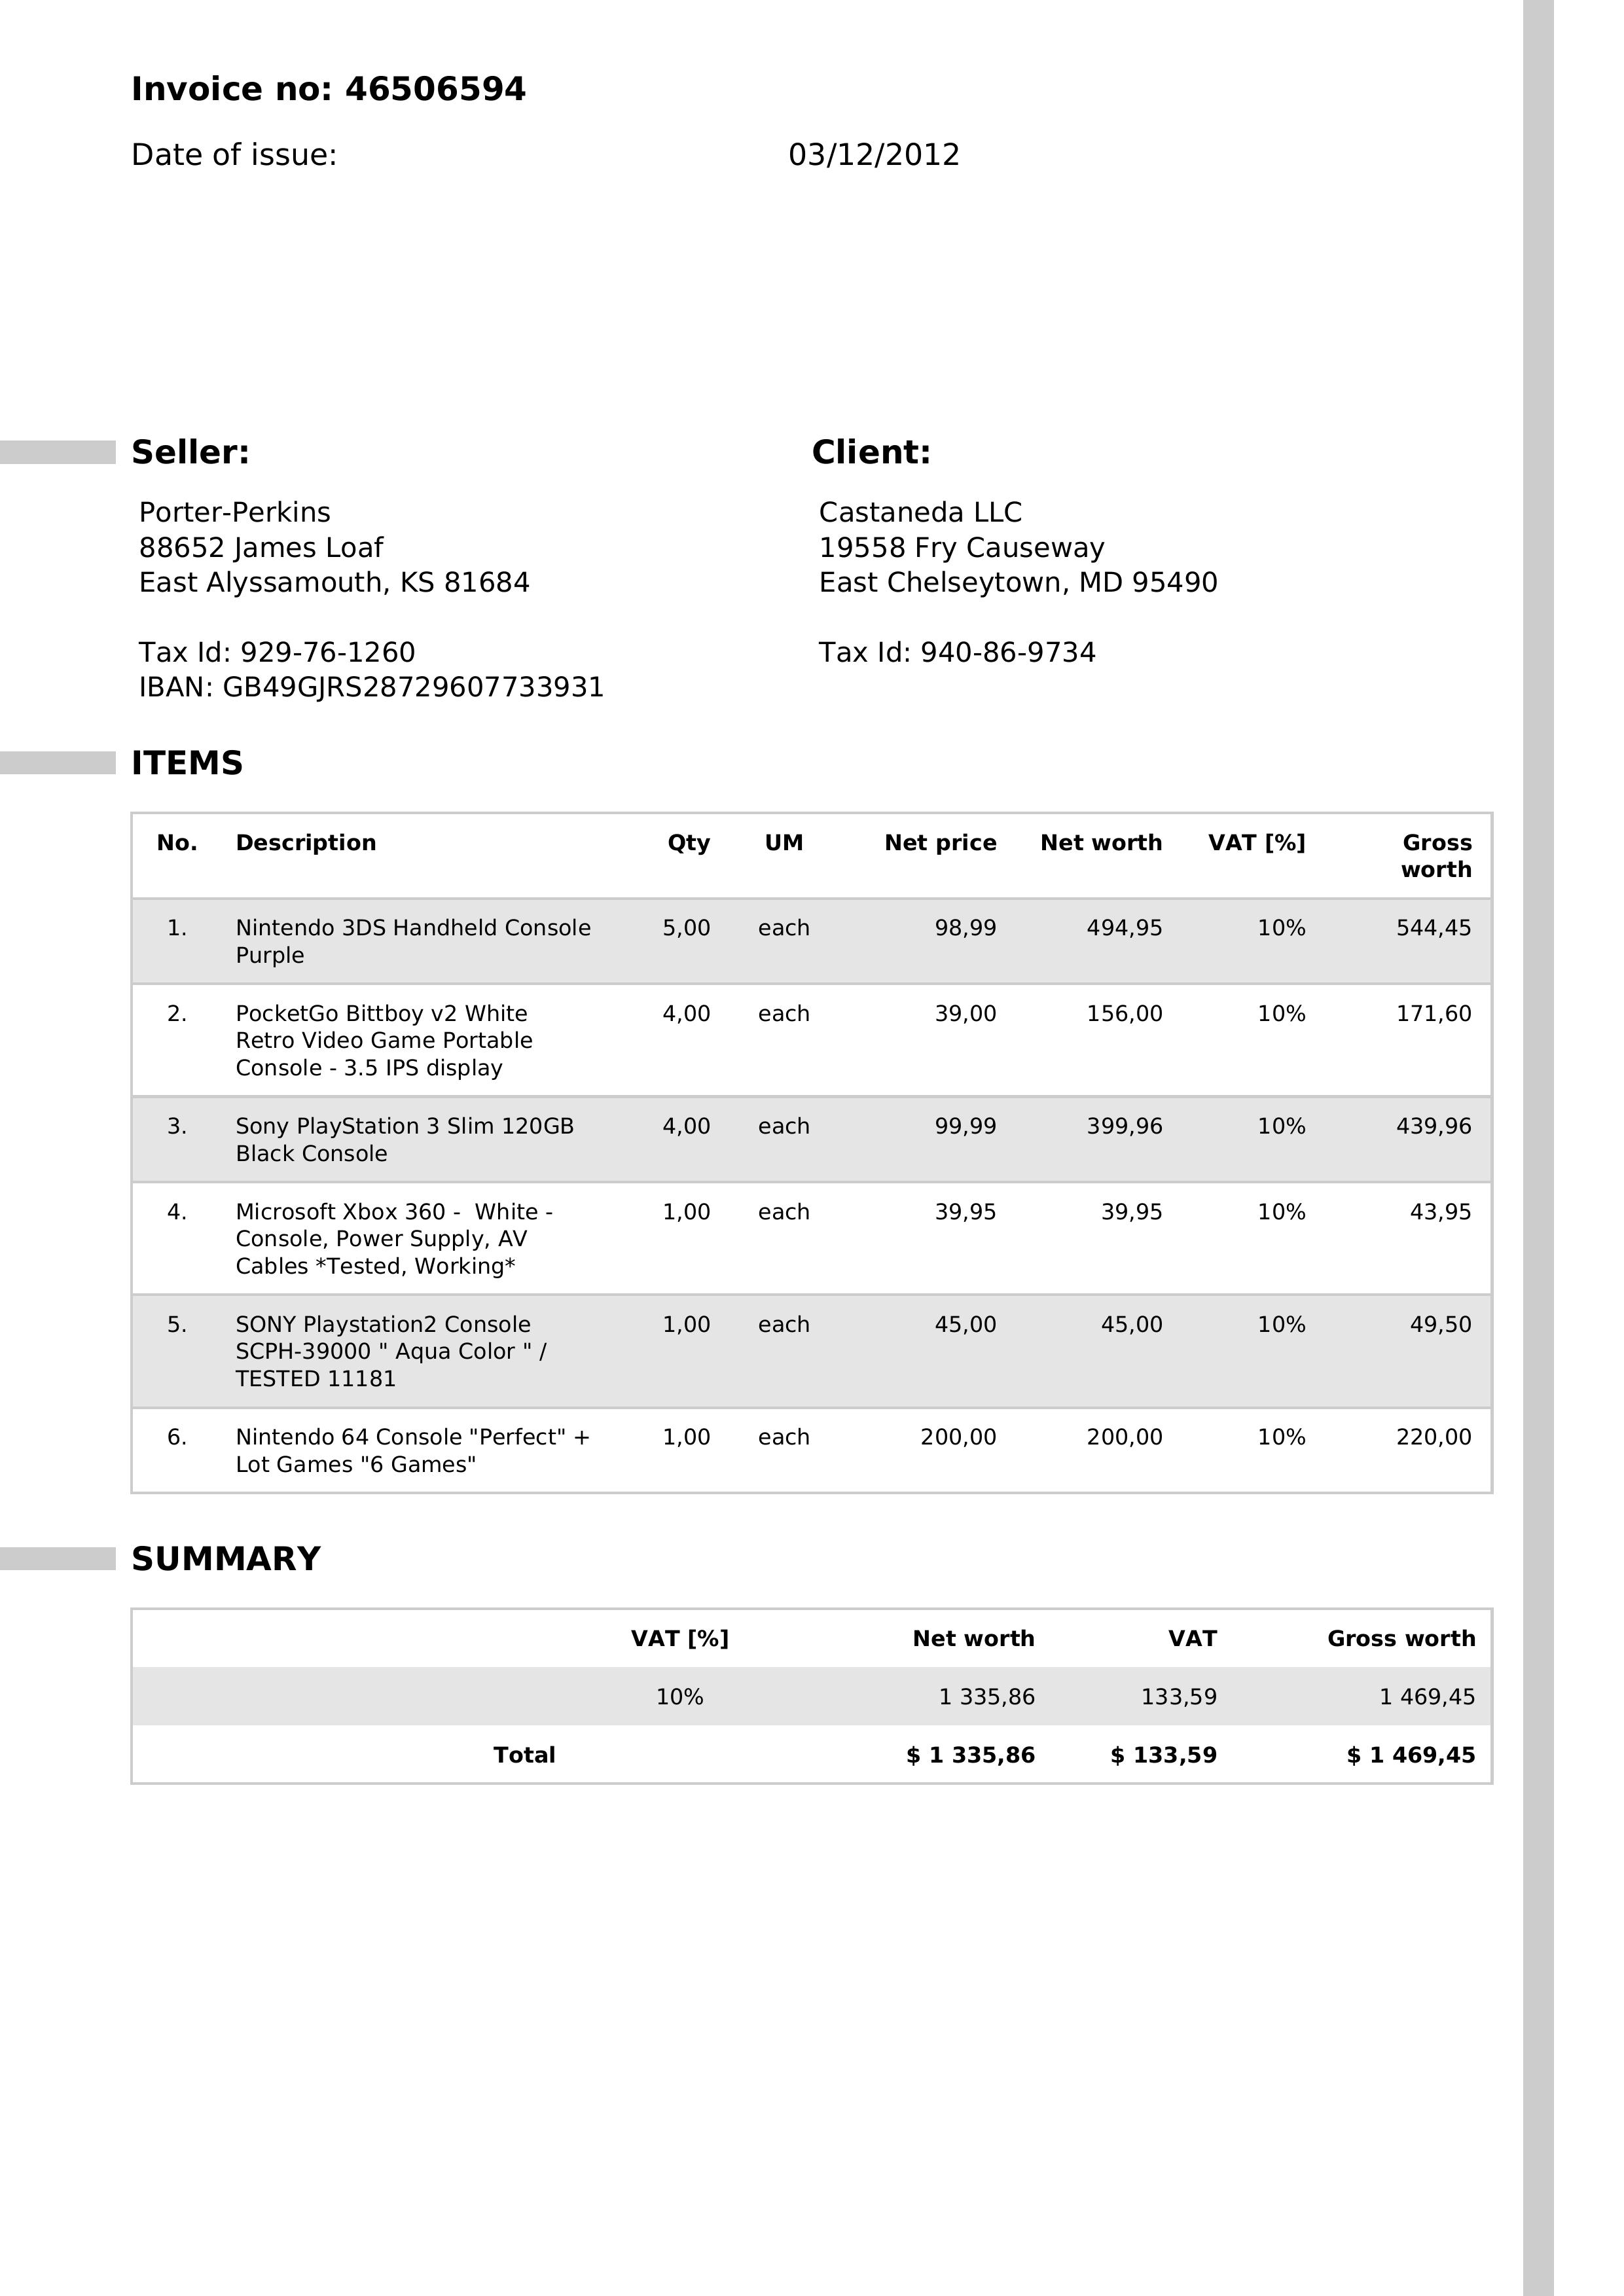 Invoice no: 46506594
Date of issue: 03/12/2012
Seller:
Porter-Perkins
88652 James Loaf
East Alyssamouth, KS 81684
Tax Id: 929-76-1260
IBAN: GB49GJRS28729607733931
Client:
Castaneda LLC
19558 Fry Causeway
East Chelseytown, MD 95490
Tax Id: 940-86-9734
ITEMS
No. Description Qty UM Net price Net worth VAT [%] Gross
worth
1. Nintendo 3DS Handheld Console 5,00 each 98,99 494,95 10% 544,45
Purple
2. PocketGo Bittboy v2 White 4,00 each 39,00 156,00 10% 171,60
Retro Video Game Portable
Console - 3.5 IPS display
3. Sony PlayStation 3 Slim 120GB 4,00 each 99,99 399,96 10% 439,96
Black Console
4. Microsoft Xbox 360 -  White - 1,00 each 39,95 39,95 10% 43,95
Console, Power Supply, AV
Cables *Tested, Working*
5. SONY Playstation2 Console 1,00 each 45,00 45,00 10% 49,50
SCPH-39000 " Aqua Color " /
TESTED 11181
6. Nintendo 64 Console "Perfect" + 1,00 each 200,00 200,00 10% 220,00
Lot Games "6 Games"
SUMMARY
VAT [%] Net worth VAT Gross worth
10% 1 335,86 133,59 1 469,45
Total $ 1 335,86 $ 133,59 $ 1 469,45